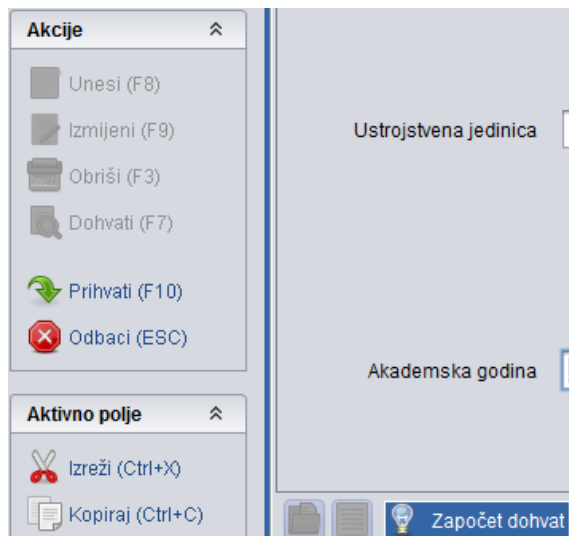 Akcije
Unesi (F8)
Izmijeni (F9)
Obriši (F3)
Dohvati (F7)
Prihvati (F10)
Odbaci (ESC)
Aktivno polje
Izreži (Ctrl+X)
Kopiraj (Ctrl+C)
Ustrojstvena jedinica
Akademska godina
Započet dohvat